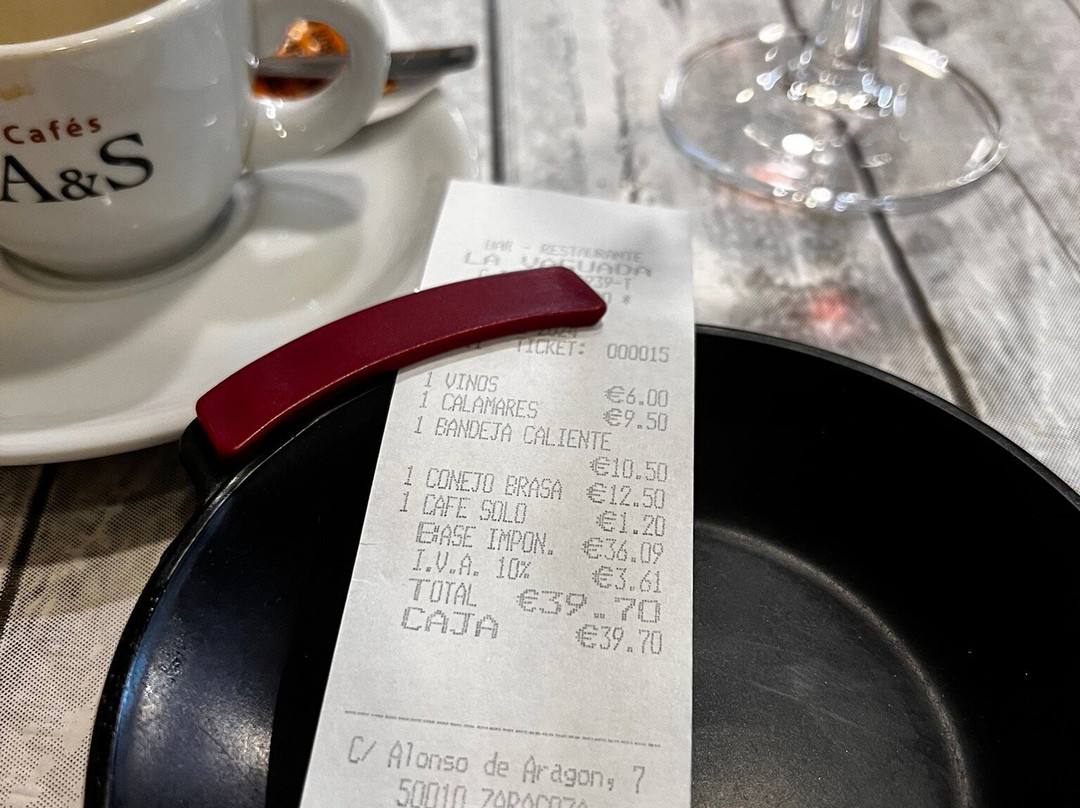 Cafés
A&S
BAR - RESTAURANTE
LA VAGUADA
TICKET: 000015
1 VINOS €6.00
1 CALAMARES €9.50
1 BANDEJA CALIENTE
€10.50
1 CONEJO BRASA €12.50
1 CAFE SOLO €1.20
BASE IMPON. €36.09
I.V.A. 10% €3.61
TOTAL €39.70
CAJA €39.70
C/ Alonso de Aragon, 7
50010 ZARAGOZA